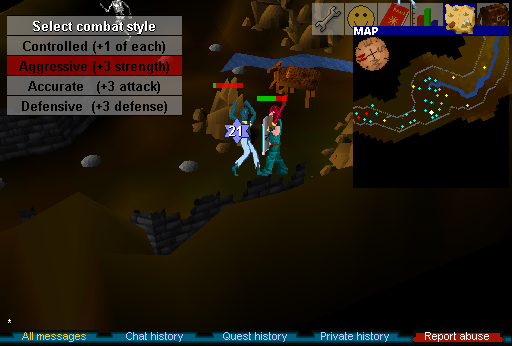 Select combat style
Controlled (+1 of each)
Aggressive (+3 strength)
Accurate (+3 attack)
Defensive (+3 defense)
MAP
21
*
All messages
Chat history
Quest history
Private history
Report abuse